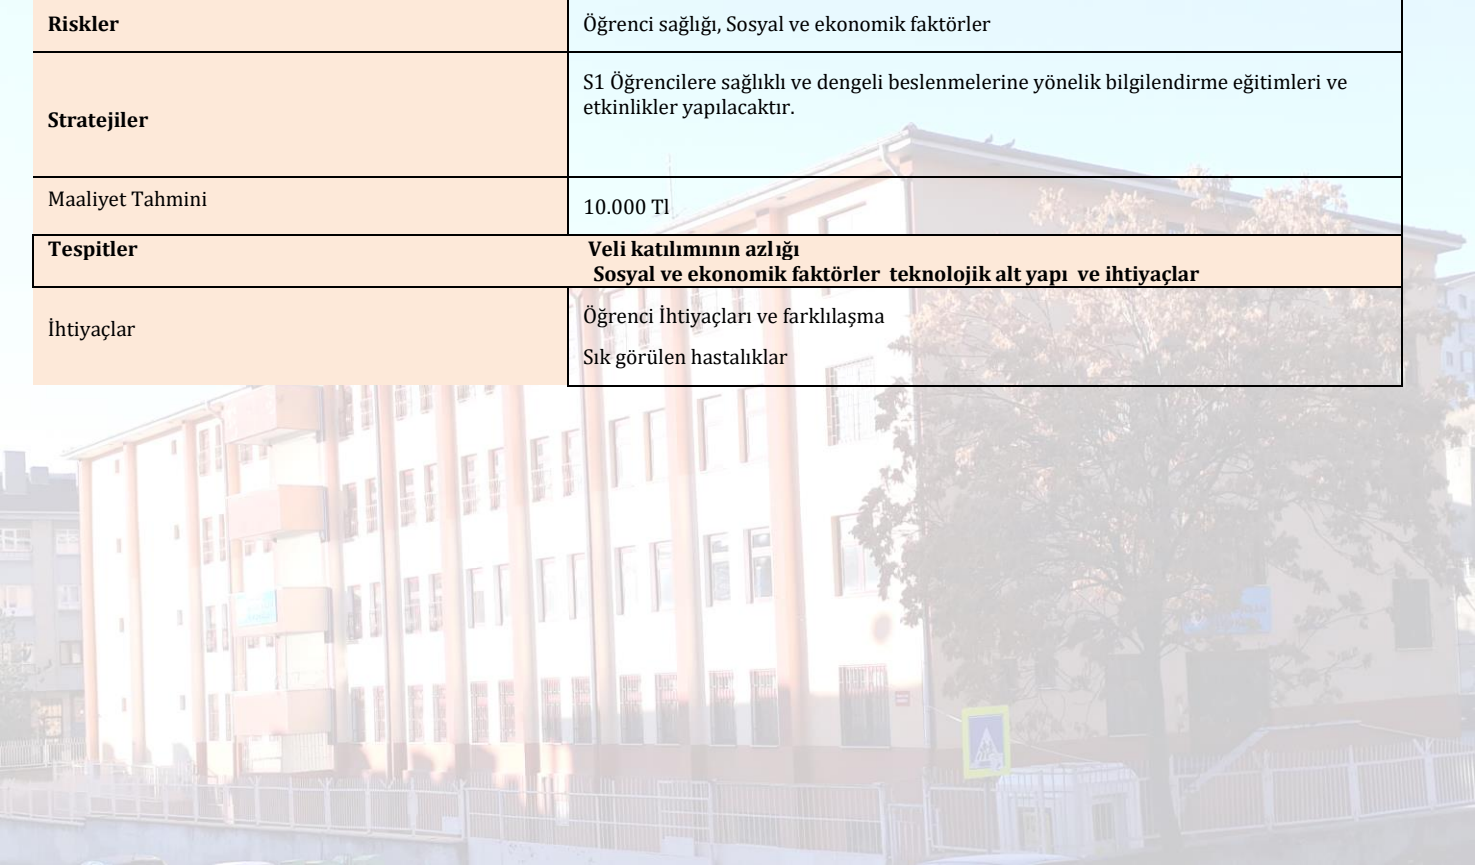 Riskler
Öğrenci sağlığı, Sosyal ve ekonomik faktörler
Stratejiler
S1 Öğrencilere sağlıklı ve dengeli beslenmelerine yönelik bilgilendirme eğitimleri ve
etkinlikler yapılacaktır.
Maaliyet Tahmini
10.000 Tl
Tespitler
Veli katılımının azlığı
Sosyal ve ekonomik faktörler teknolojik alt yapı ve ihtiyaçlar
İhtiyaçlar
Öğrenci İhtiyaçları ve farklılaşma
Sık görülen hastalıklar